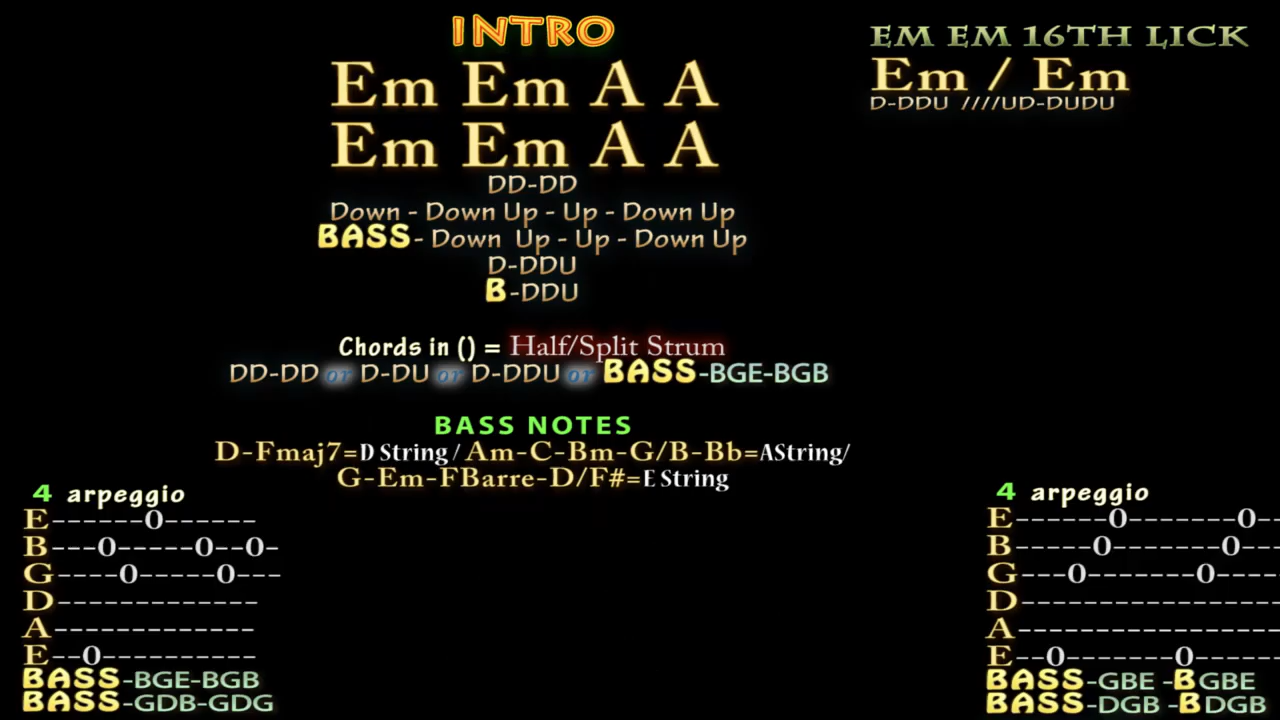 INTRO
Em Em A A
Em Em A A
DD-DD
Down - Down Up - Up - Down Up
BASS- Down Up - Up - Down Up
D-DDU
B-DDU
EM EM 16TH LICK
Em / Em
D-DDU ////UD-DUDU
Chords in () = Half/Split Strum
DD-DD or D-DU or D-DDU or BASS-BGE-BGB
BASS NOTES
D-Fmaj7=D String / Am-C-Bm-G/B-Bb=AString/
G-Em-FBarre-D/F#=E String
4 arpeggio
E------0------
B---0-----0--0-
G----0-----0---
D-------------
A-------------
E--0----------
BASS-BGE-BGB
BASS-GDB-GDG
4 arpeggio
E------0-------0--
B-----0-------0---
G---0-------0-----
D-----------------
A-----------------
E--0-------0------
BASS-GBE -BGBE
BASS-DGB -BDGB